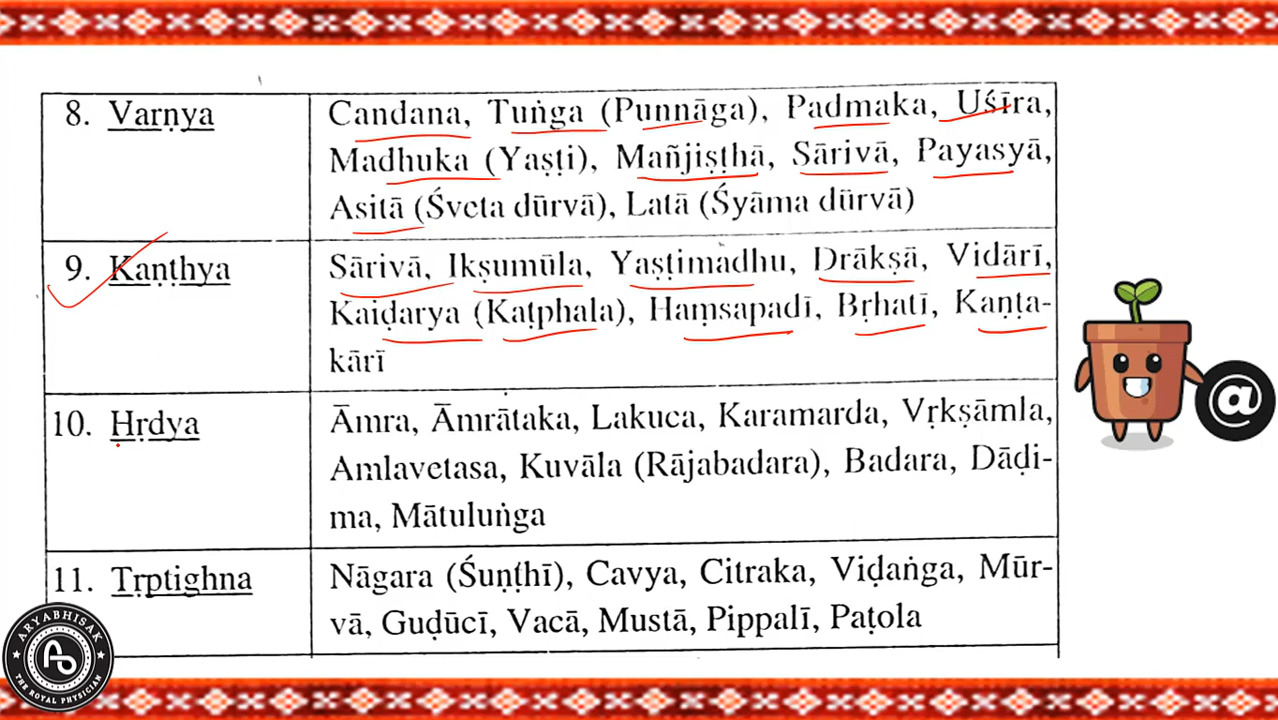 8. Varṇya
Candana, Tuṅga (Punnāga), Padmaka, Uśīra,
Madhuka (Yaṣṭi), Mañjiṣṭhā, Sārivā, Payasyā,
Asitā (Śveta dūrvā), Latā (Śyāma dūrvā)
9. Kaṇṭhya
Sārivā, Ikṣumūla, Yaṣṭimadhu, Drākṣā, Vidārī,
Kaiḍarya (Kaṭphala), Haṃsapadī, Bṛhatī, Kaṇṭa-
kārī
10. Hṛdya
Āmra, Āmrātaka, Lakuca, Karamarda, Vṛkṣāmla,
Amlavetasa, Kuvāla (Rājabadara), Badara, Dāḍi-
ma, Mātuluṅga
11. Tṛptighna
Nāgara (Śuṇṭhī), Cavya, Citraka, Viḍaṅga, Mūr-
vā, Guḍūcī, Vacā, Mustā, Pippalī, Paṭola
@
ARYABHISAK
THE ROYAL PHYSICIAN